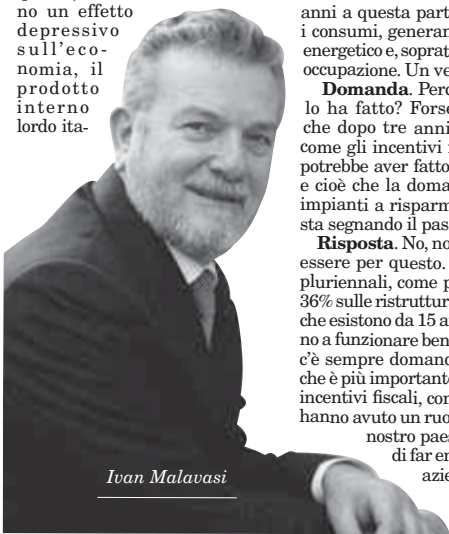 no un effetto
depressivo
sull'eco-
nomia, il
prodotto
interno
lordo ita-
Ivan Malavasi
anni a questa part
i consumi, generan
energetico e, soprat
occupazione. Un ve
Domanda. Perc
lo ha fatto? Forse
che dopo tre anni
come gli incentivi
potrebbe aver fatto
e cioè che la doma
impianti a risparm
sta segnando il pas
Risposta. No, no
essere per questo.
pluriennali, come p
36% sulle ristruttur
che esistono da 15 a
no a funzionare ben
c'è sempre domand
che è più importante
incentivi fiscali, con
hanno avuto un ruo
nostro paes
di far en
azie